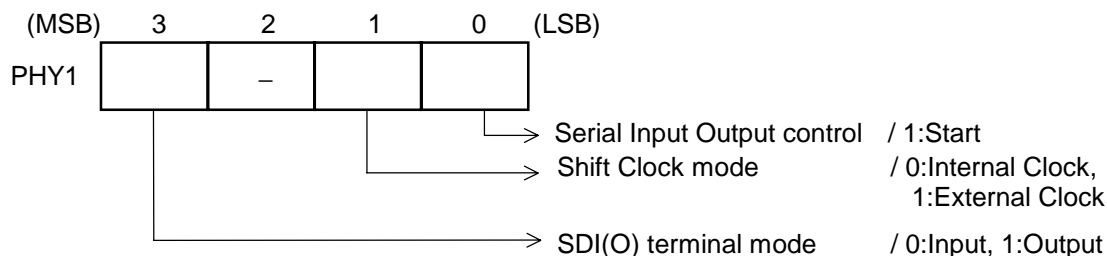 (MSB) 3 2 1 0 (LSB)
PHY1 –
Serial Input Output control / 1:Start
Shift Clock mode / 0:Internal Clock,
1:External Clock
SDI(O) terminal mode / 0:Input, 1:Output